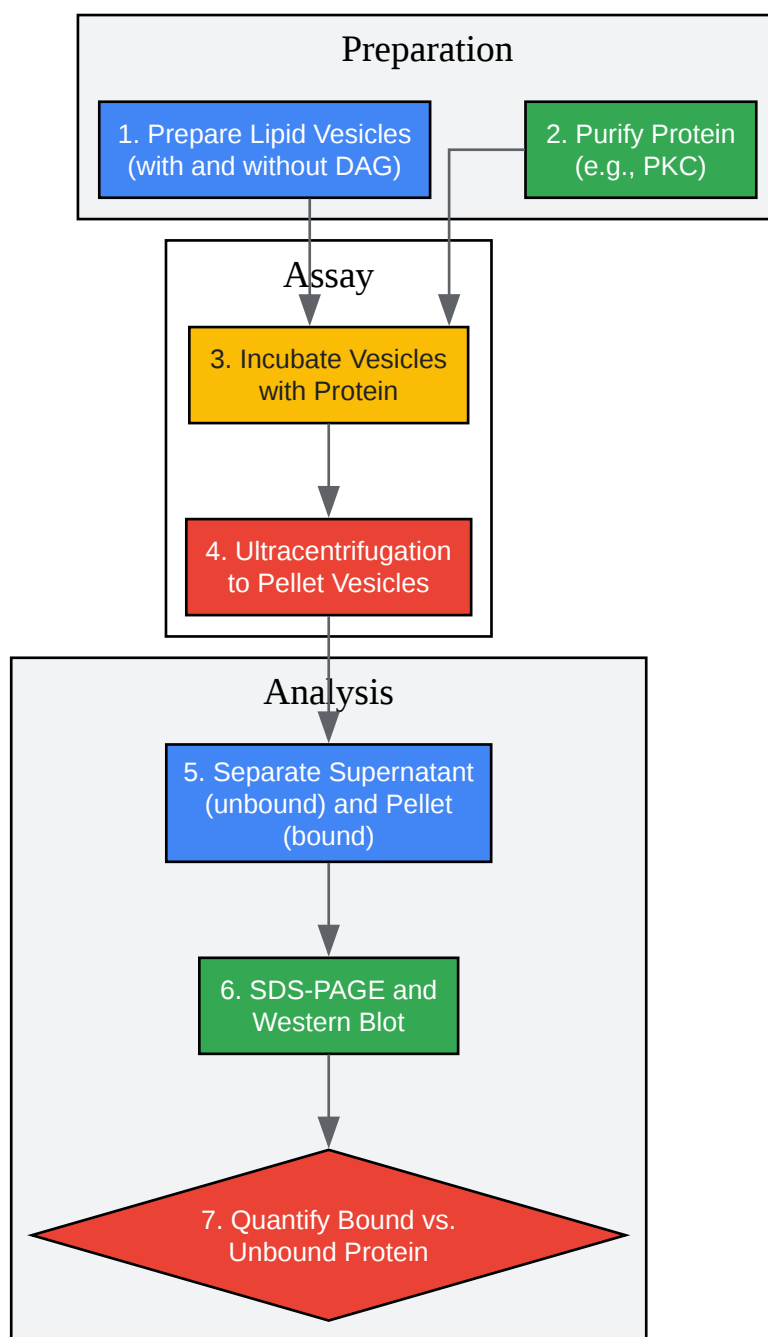 Preparation
1. Prepare Lipid Vesicles
(with and without DAG)
2. Purify Protein
(e.g., PKC)
Assay
3. Incubate Vesicles
with Protein
4. Ultracentrifugation
to Pellet Vesicles
Analysis
5. Separate Supernatant
(unbound) and Pellet
(bound)
6. SDS-PAGE and
Western Blot
7. Quantify Bound vs.
Unbound Protein